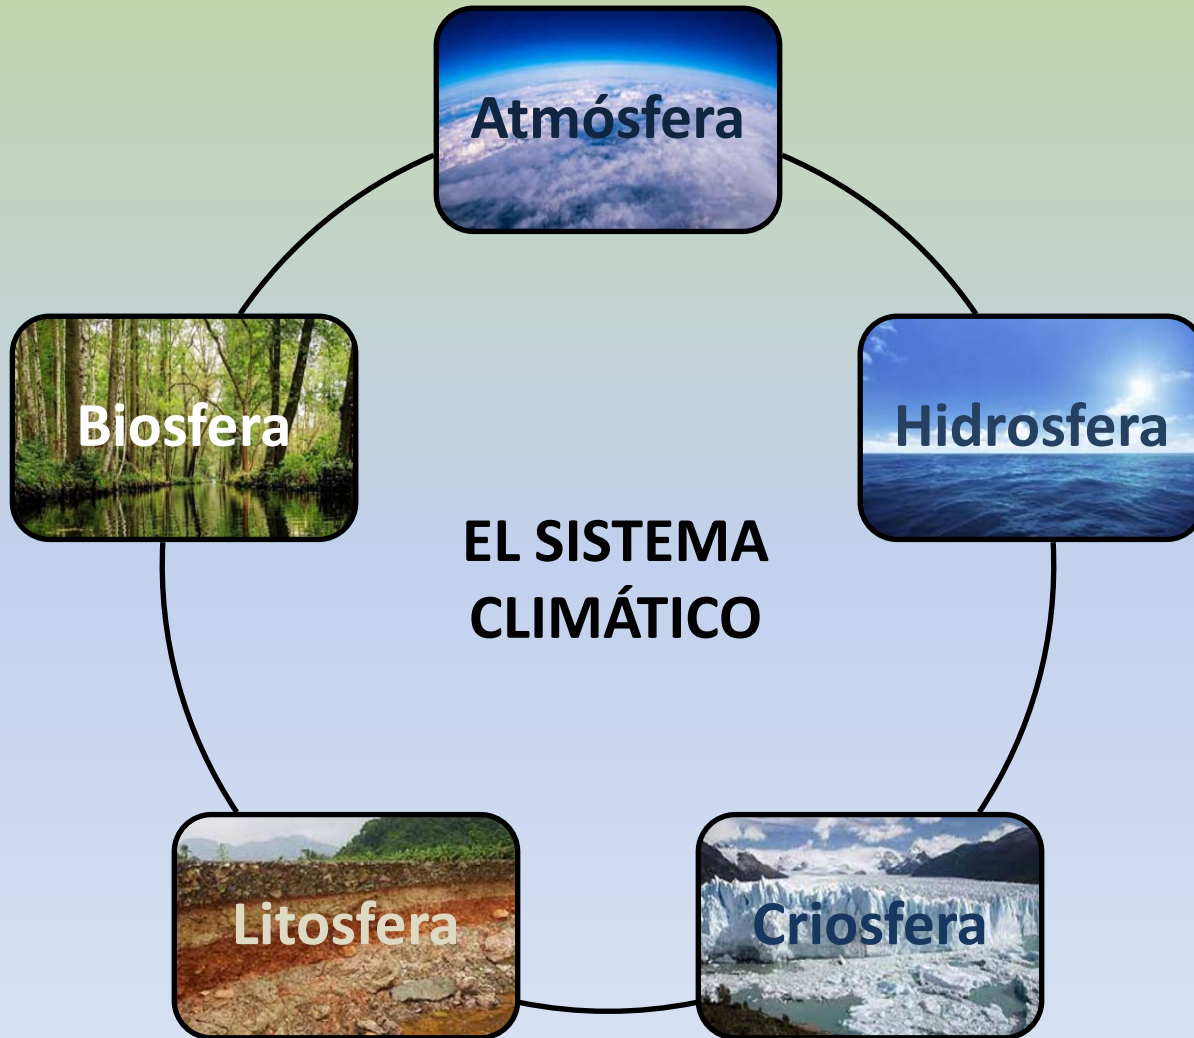 Atmósfera
Biosfera
Hidrosfera
EL SISTEMA
CLIMÁTICO
Litosfera
Criosfera